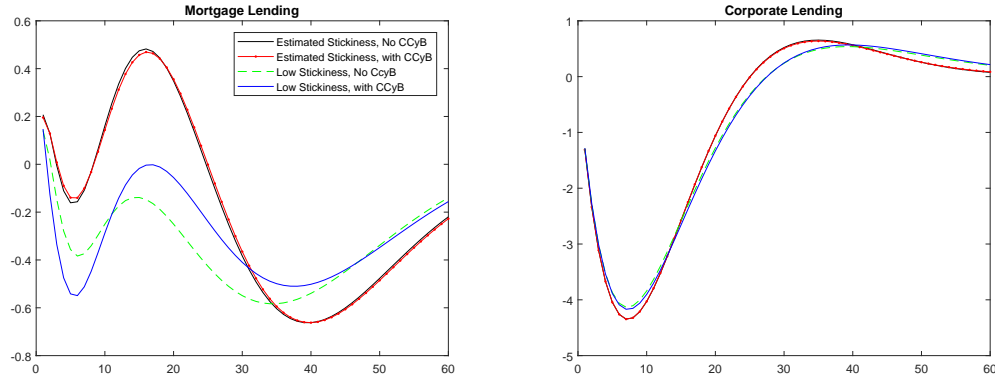 Mortgage Lending
0.6
0.4
0.2
0
-0.2
-0.4
-0.6
-0.8
0 10 20 30 40 50 60
Estimated Stickiness, No CCyB
Estimated Stickiness, with CCyB
Low Stickiness, No CcyB
Low Stickiness, with CCyB
Corporate Lending
1
0
-1
-2
-3
-4
-5
0 10 20 30 40 50 60